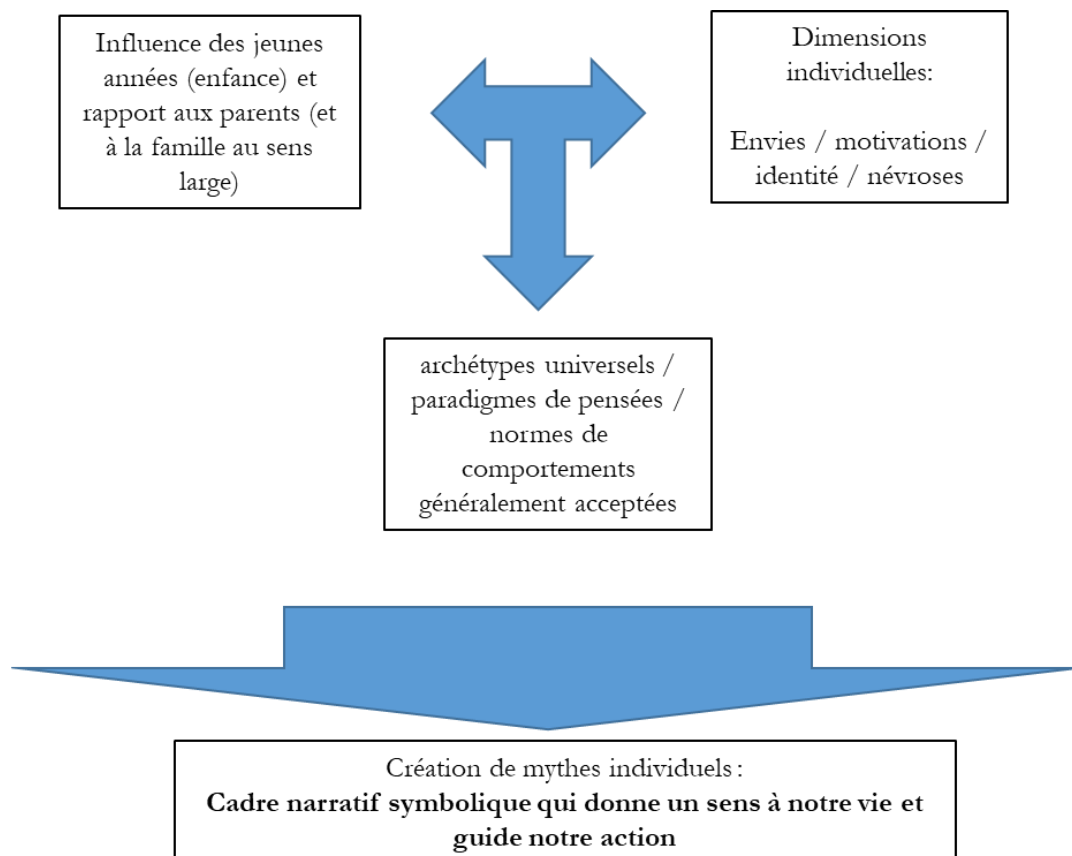 Influence des jeunes
années (enfance) et
rapport aux parents (et
à la famille au sens
large)
Dimensions
individuelles:
Envies / motivations /
identité / névroses
archétypes universels /
paradigmes de pensées /
normes de
comportements
généralement acceptées
Création de mythes individuels :
Cadre narratif symbolique qui donne un sens à notre vie et
guide notre action